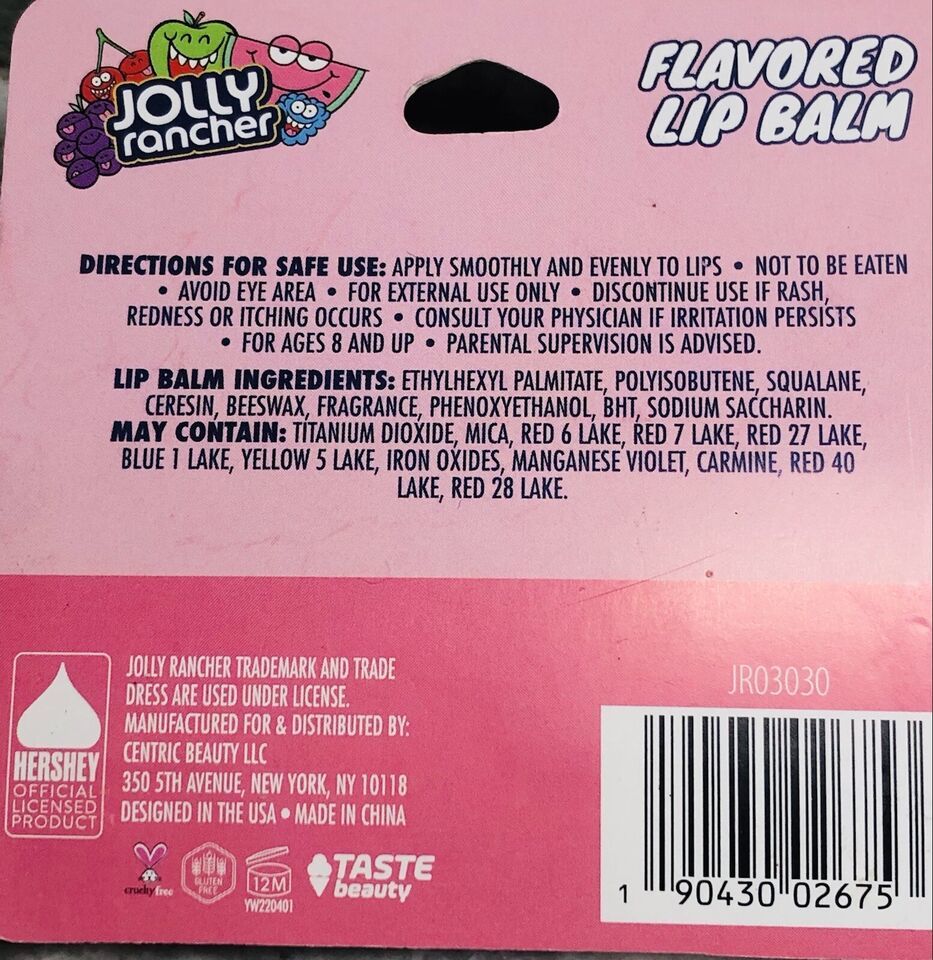 JOLLY
rancher
FLAVORED
LIP BALM
DIRECTIONS FOR SAFE USE: APPLY SMOOTHLY AND EVENLY TO LIPS • NOT TO BE EATEN
• AVOID EYE AREA • FOR EXTERNAL USE ONLY • DISCONTINUE USE IF RASH,
REDNESS OR ITCHING OCCURS • CONSULT YOUR PHYSICIAN IF IRRITATION PERSISTS
• FOR AGES 8 AND UP • PARENTAL SUPERVISION IS ADVISED.
LIP BALM INGREDIENTS: ETHYLHEXYL PALMITATE, POLYISOBUTENE, SQUALANE,
CERESIN, BEESWAX, FRAGRANCE, PHENOXYETHANOL, BHT, SODIUM SACCHARIN.
MAY CONTAIN: TITANIUM DIOXIDE, MICA, RED 6 LAKE, RED 7 LAKE, RED 27 LAKE,
BLUE 1 LAKE, YELLOW 5 LAKE, IRON OXIDES, MANGANESE VIOLET, CARMINE, RED 40
LAKE, RED 28 LAKE.
HERSHEY
OFFICIAL
LICENSED
PRODUCT
JOLLY RANCHER TRADEMARK AND TRADE
DRESS ARE USED UNDER LICENSE.
MANUFACTURED FOR & DISTRIBUTED BY:
CENTRIC BEAUTY LLC
350 5TH AVENUE, NEW YORK, NY 10118
DESIGNED IN THE USA • MADE IN CHINA
cruelty free
GLUTEN
FREE
12M
YW220401
TASTE
beauty
JR03030
1 90430 02675